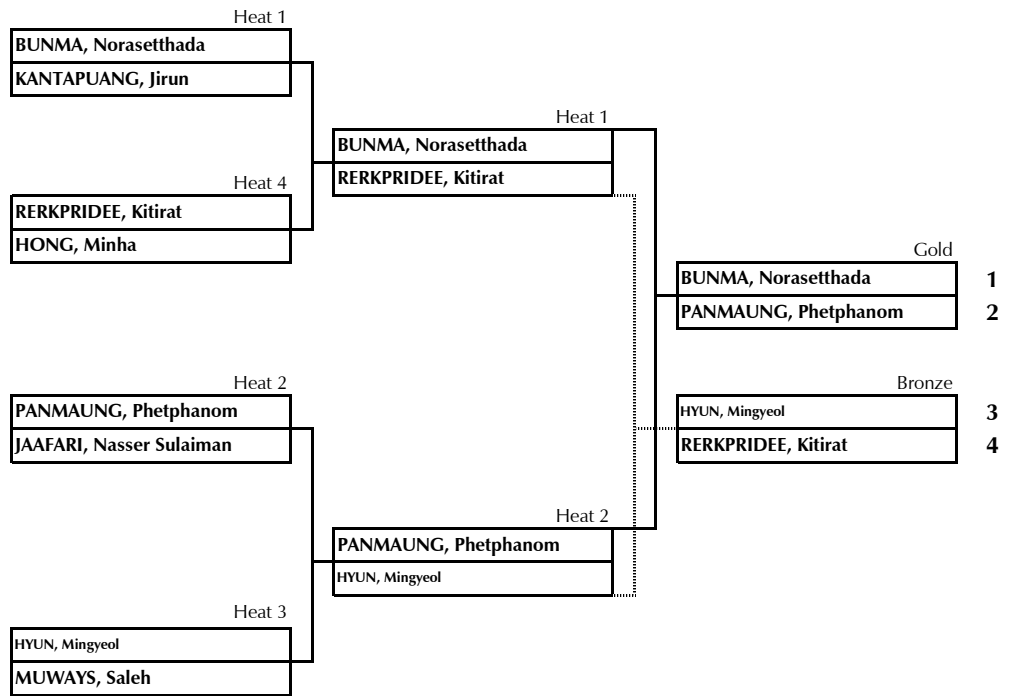 Heat 1
BUNMA, Norasetthada
KANTAPUANG, Jirun
Heat 4
RERKPRIDEE, Kitirat
HONG, Minha
Heat 2
PANMAUNG, Phetphanom
JAAFARI, Nasser Sulaiman
Heat 3
HYUN, Mingyeol
MUWAYS, Saleh
Heat 1
BUNMA, Norasetthada
RERKPRIDEE, Kitirat
Heat 2
PANMAUNG, Phetphanom
HYUN, Mingyeol
Gold
BUNMA, Norasetthada 1
PANMAUNG, Phetphanom 2
Bronze
HYUN, Mingyeol 3
RERKPRIDEE, Kitirat 4